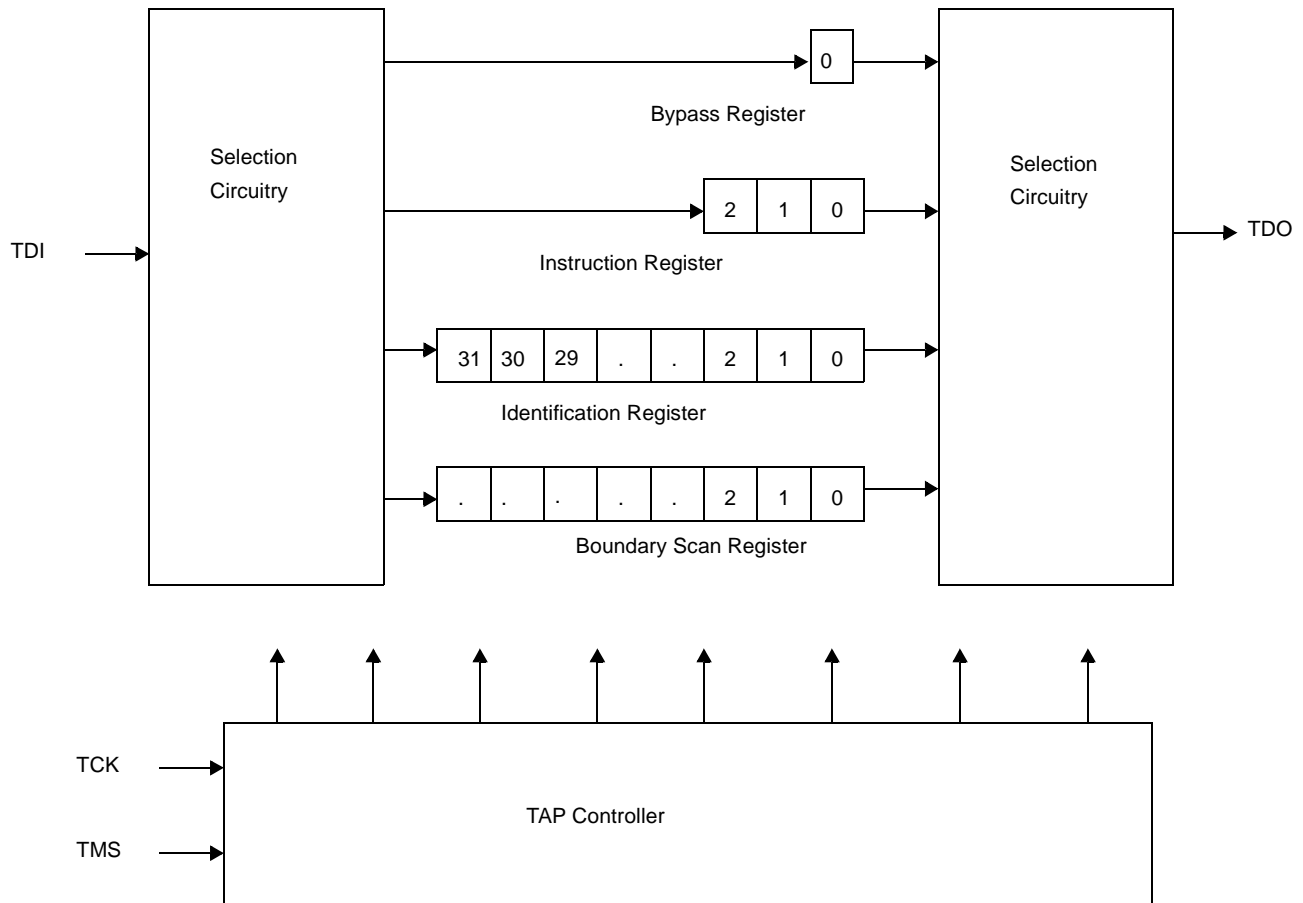 0
Bypass Register
Selection
Circuitry
Selection
Circuitry
2 1 0
TDI
TDO
Instruction Register
31 30 29 . . 2 1 0
Identification Register
. . . . . 2 1 0
Boundary Scan Register
TCK
TAP Controller
TMS